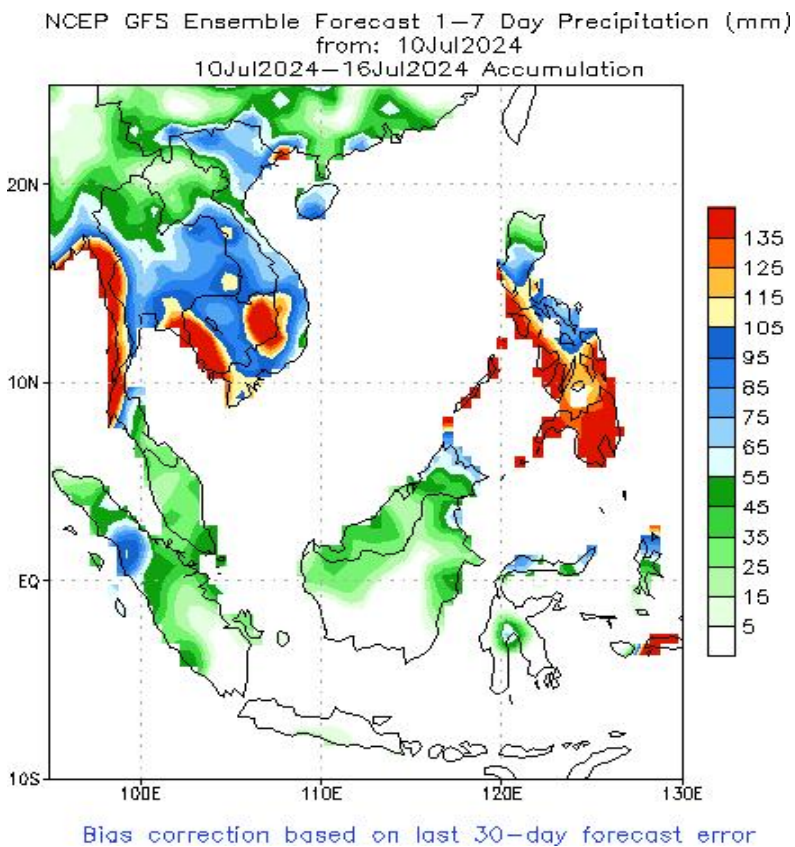 NCEP GFS Ensemble Forecast 1–7 Day Precipitation (mm)
from: 10Jul2024
10Jul2024–16Jul2024 Accumulation
20N
10N
EQ
10S
100E
110E
120E
130E
135
125
115
105
95
85
75
65
55
45
35
25
15
5
Bias correction based on last 30–day forecast error